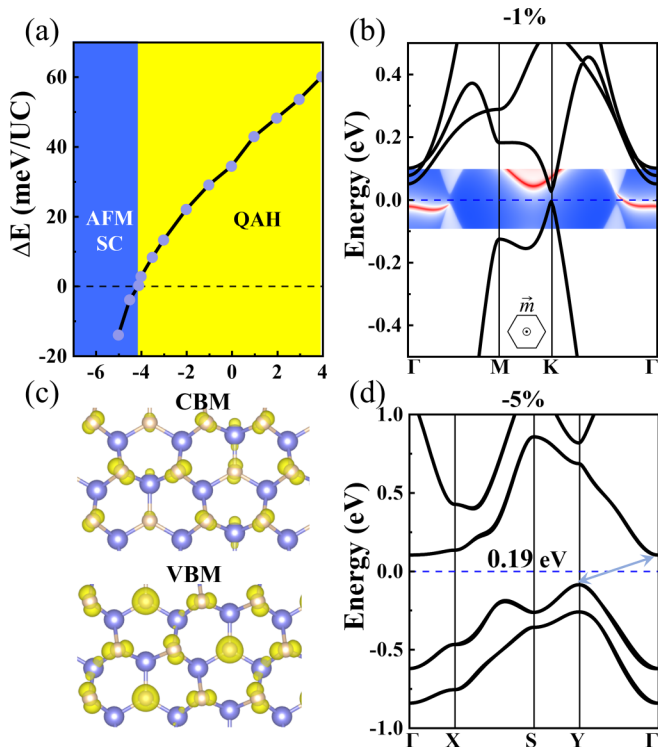 (a)
ΔE (meV/UC)
60
40
20
0
-20
-6 -4 -2 0 2 4
AFM
SC
QAH
(b)
-1%
Energy (eV)
0.4
0.2
0.0
-0.2
-0.4
Γ M K Γ
m⃗
(c)
CBM
VBM
(d)
-5%
Energy (eV)
1.0
0.5
0.0
-0.5
-1.0
0.19 eV
Γ X S Y Γ